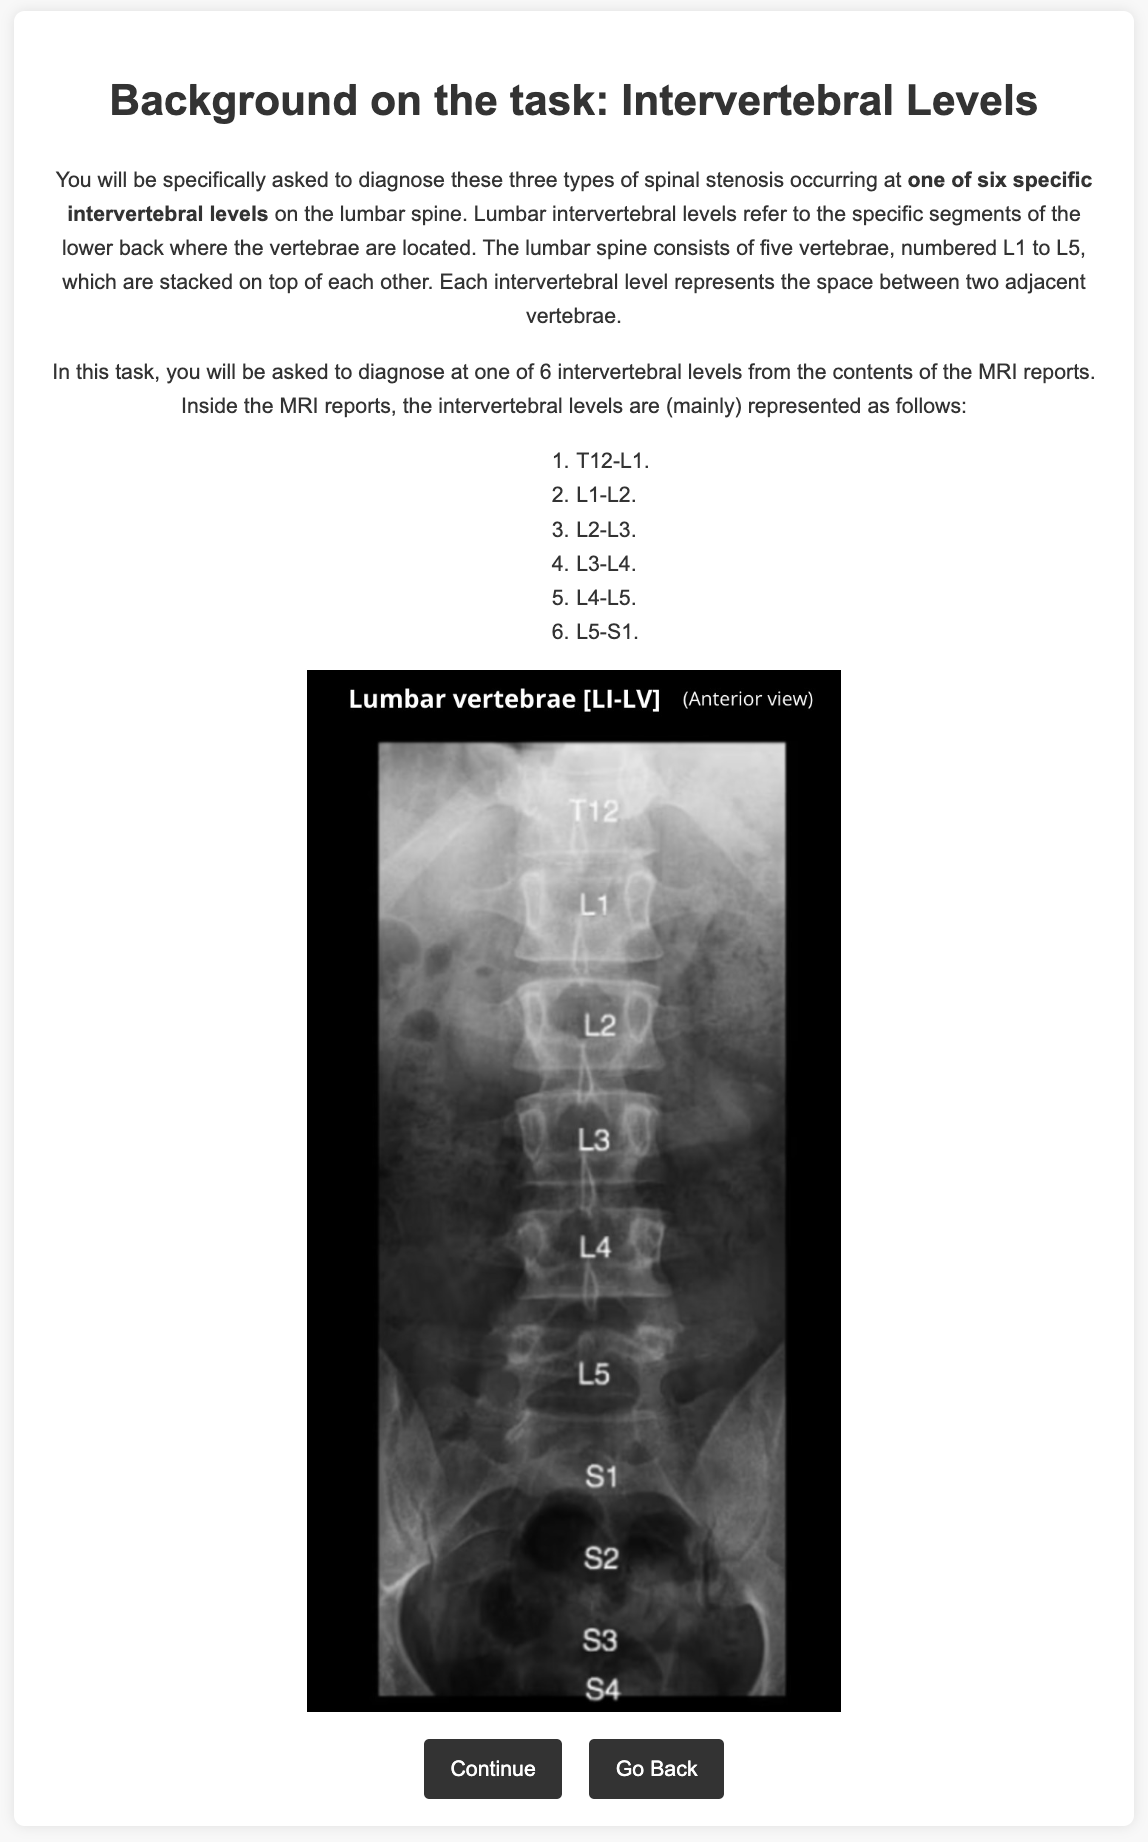 Background on the task: Intervertebral Levels
You will be specifically asked to diagnose these three types of spinal stenosis occurring at one of six specific
intervertebral levels on the lumbar spine. Lumbar intervertebral levels refer to the specific segments of the
lower back where the vertebrae are located. The lumbar spine consists of five vertebrae, numbered L1 to L5,
which are stacked on top of each other. Each intervertebral level represents the space between two adjacent
vertebrae.
In this task, you will be asked to diagnose at one of 6 intervertebral levels from the contents of the MRI reports.
Inside the MRI reports, the intervertebral levels are (mainly) represented as follows:
1. T12-L1.
2. L1-L2.
3. L2-L3.
4. L3-L4.
5. L4-L5.
6. L5-S1.
Lumbar vertebrae [LI-LV] (Anterior view)
T12
L1
L2
L3
L4
L5
S1
S2
S3
S4
Continue Go Back